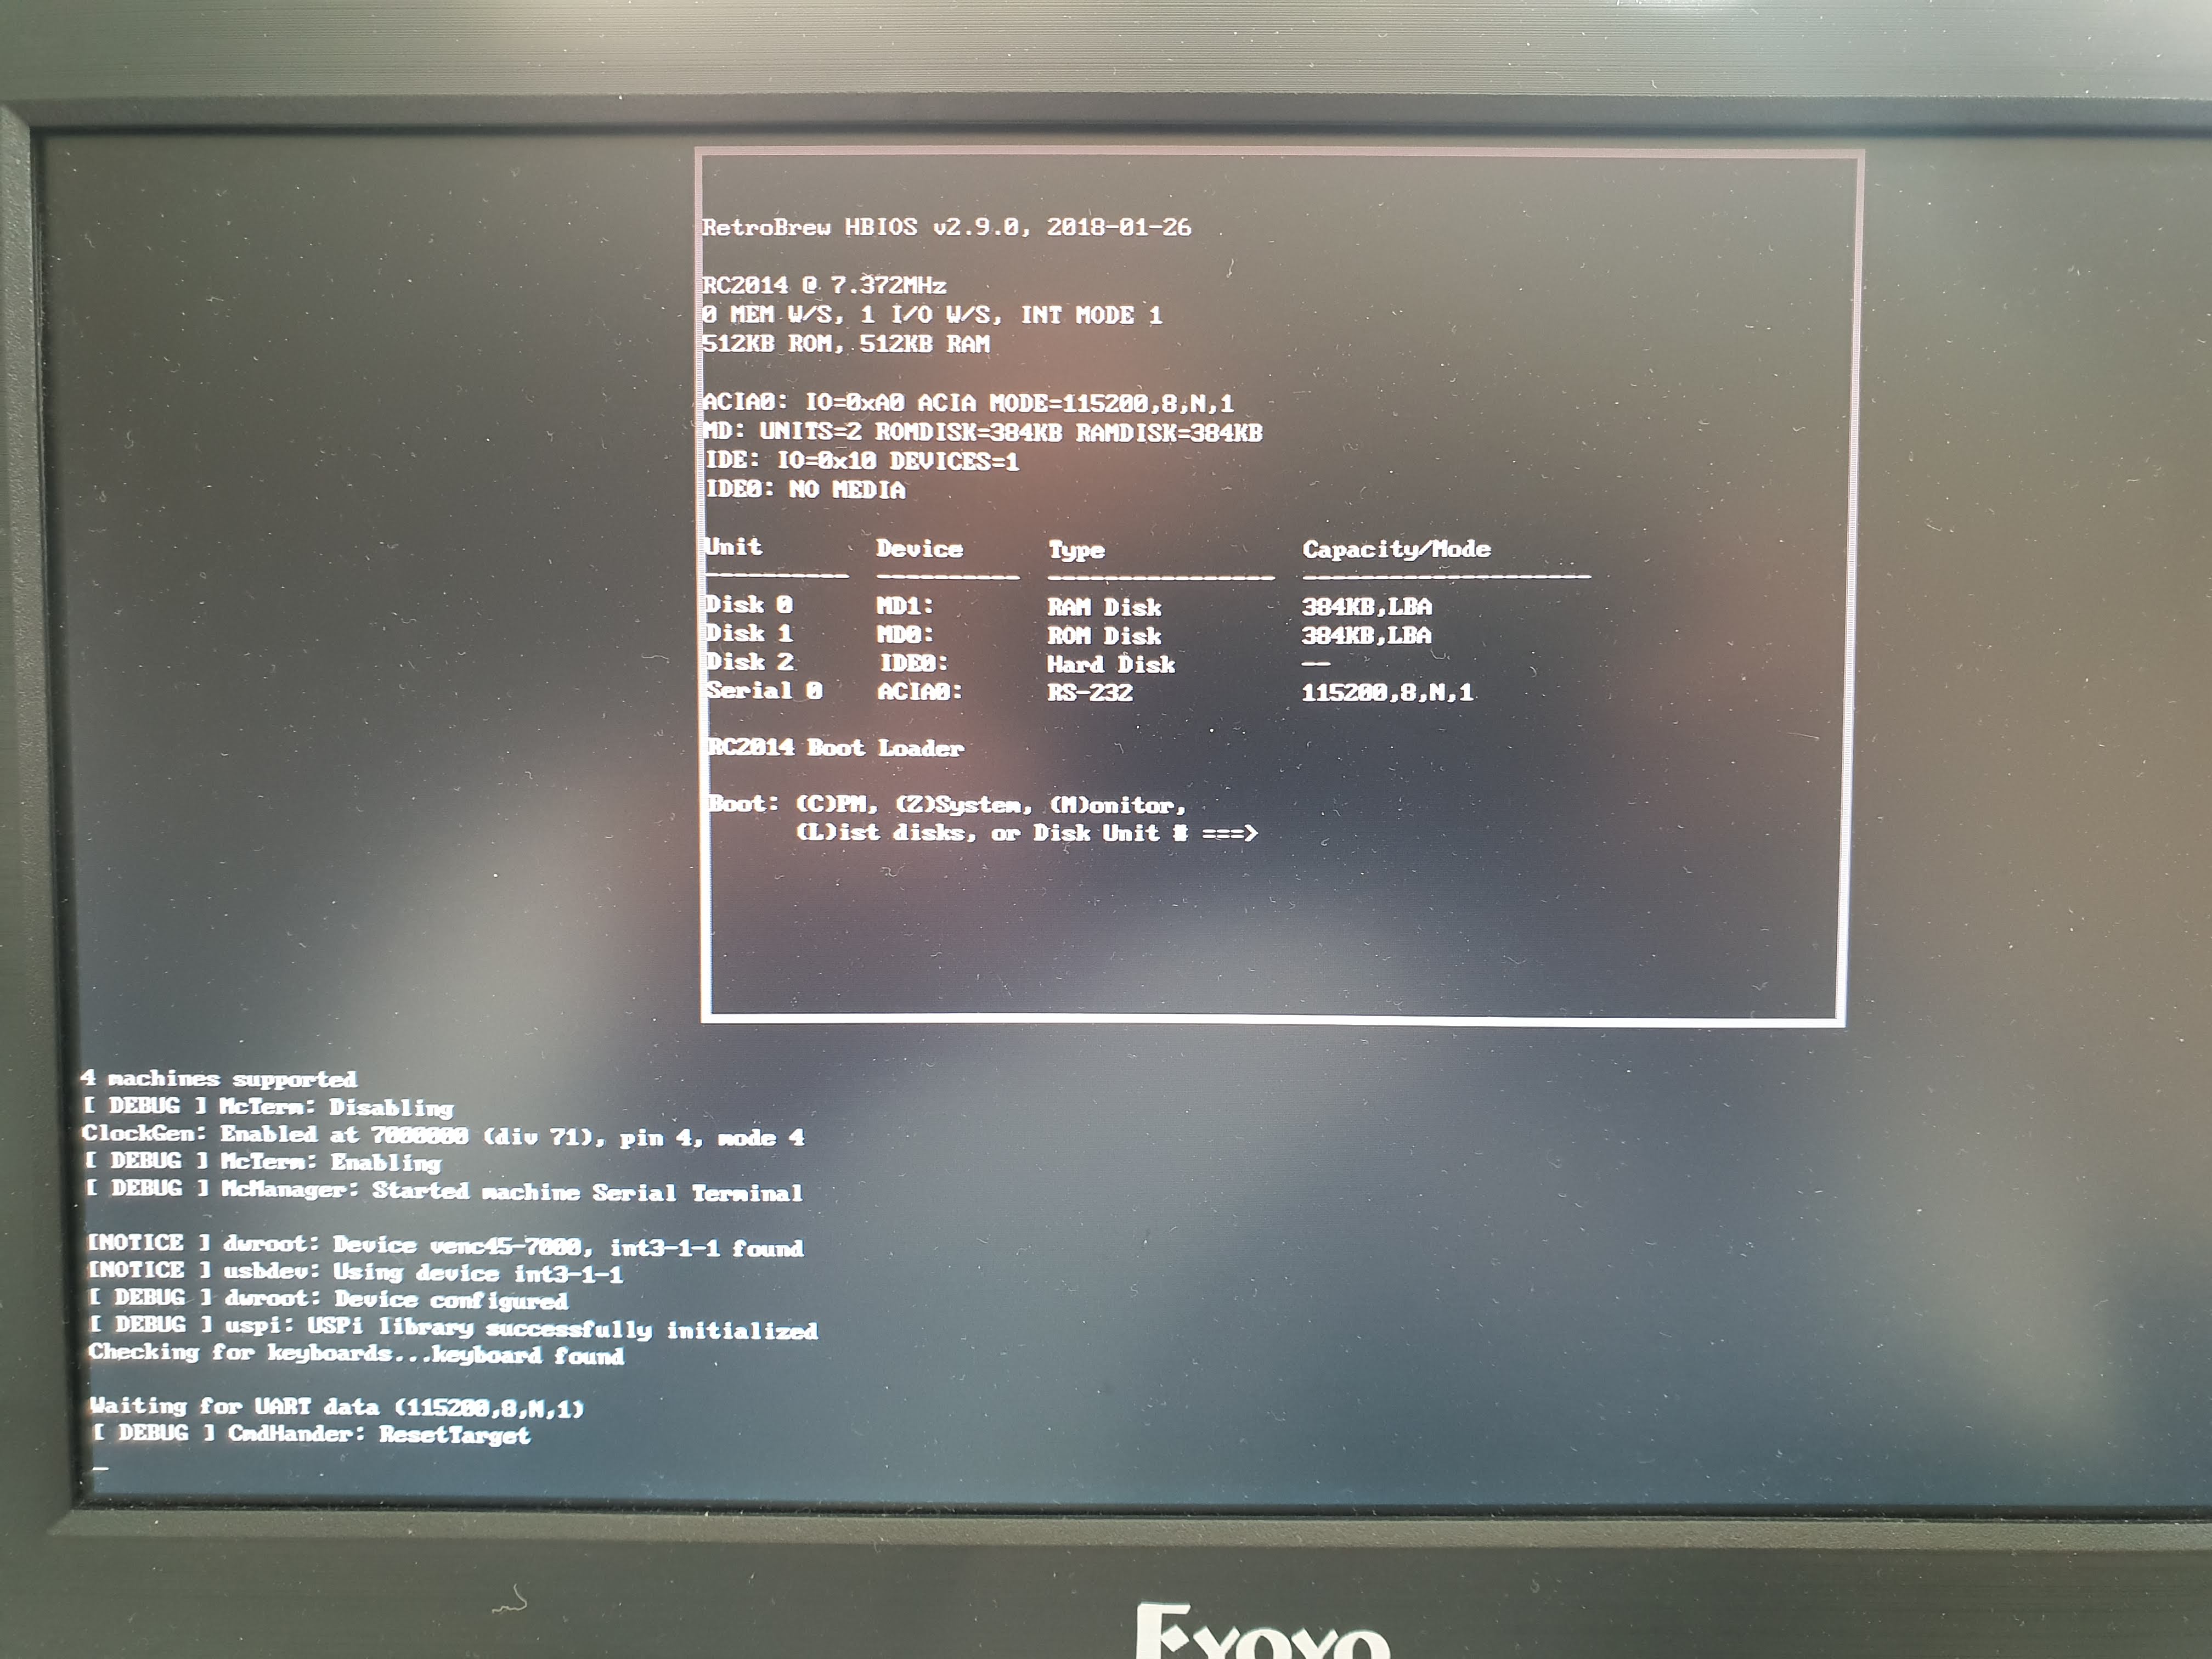 RetroBrew HBIOS v2.9.0, 2018-01-26
RC2014 @ 7.372MHz
0 MEM W/S, 1 I/O W/S, INT MODE 1
512KB ROM, 512KB RAM
ACIA0: IO=0xA0 ACIA MODE=115200,8,N,1
MD: UNITS=2 ROMDISK=384KB RAMDISK=384KB
IDE: IO=0x10 DEVICES=1
IDE0: NO MEDIA
Unit Device Type Capacity/Mode
---------- ---------- ---------------- --------------------
Disk 0 MD1: RAM Disk 384KB,LBA
Disk 1 MD0: ROM Disk 384KB,LBA
Disk 2 IDE0: Hard Disk --
Serial 0 ACIA0: RS-232 115200,8,N,1
RC2014 Boot Loader
Boot: (C)PM, (Z)System, (M)onitor,
(L)ist disks, or Disk Unit # ===>
4 machines supported
[ DEBUG ] McTerm: Disabling
ClockGen: Enabled at 7000000 (div 71), pin 4, mode 4
[ DEBUG ] McTerm: Enabling
[ DEBUG ] McManager: Started machine Serial Terminal
[NOTICE ] dwroot: Device venc45-7000, int3-1-1 found
[NOTICE ] usbdev: Using device int3-1-1
[ DEBUG ] dwroot: Device configured
[ DEBUG ] uspi: USPi library successfully initialized
Checking for keyboards...keyboard found
Waiting for UART data (115200,8,N,1)
[ DEBUG ] CmdHander: ResetTarget
_
Eyoyo